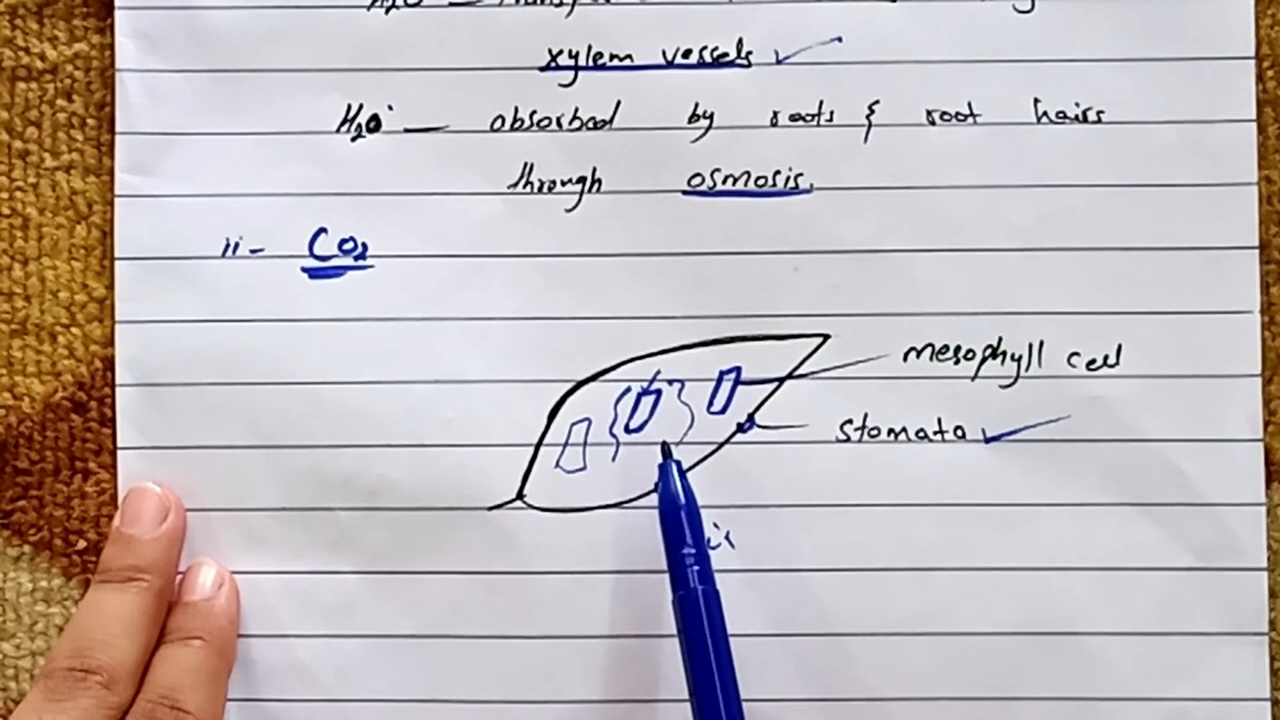 xylem vessels
H₂O — absorbed by roots & root hairs
through osmosis.
ii- CO₂
mesophyll cell
stomata